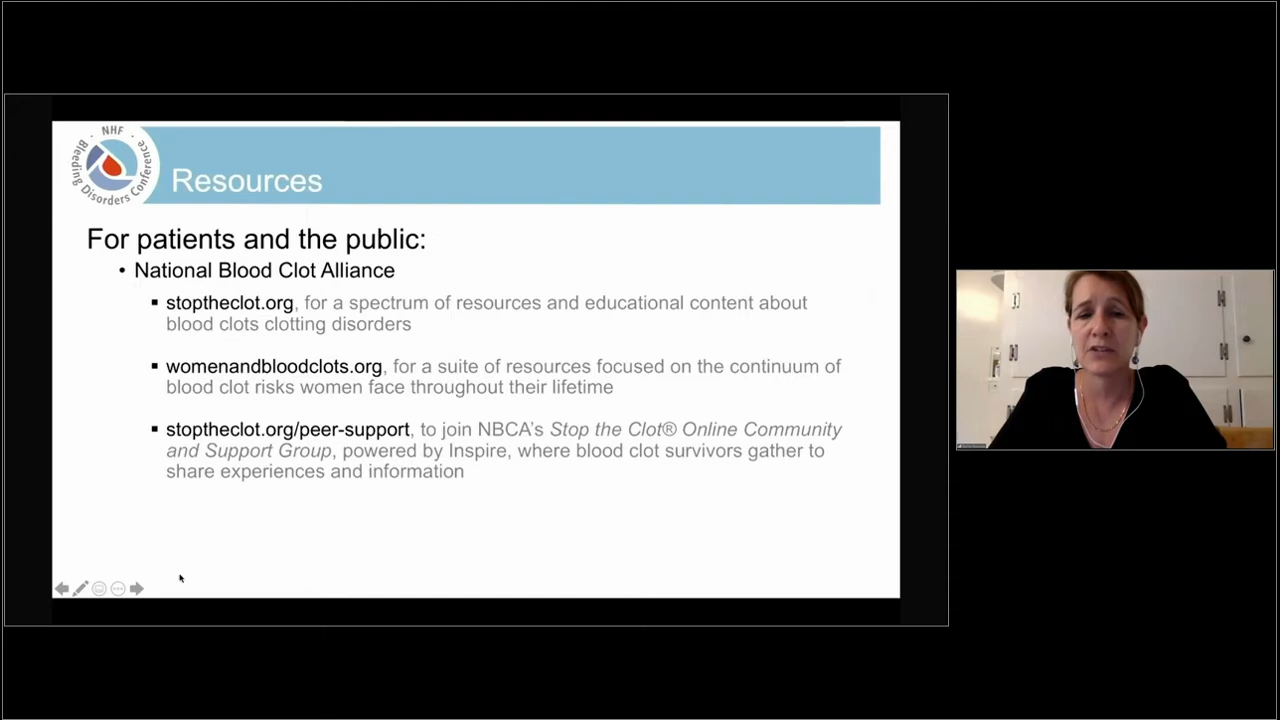 NHF
Bleeding Disorders Conference
Resources
For patients and the public:
• National Blood Clot Alliance
▪ stoptheclot.org, for a spectrum of resources and educational content about
blood clots clotting disorders
▪ womenandbloodclots.org, for a suite of resources focused on the continuum of
blood clot risks women face throughout their lifetime
▪ stoptheclot.org/peer-support, to join NBCA's Stop the Clot® Online Community
and Support Group, powered by Inspire, where blood clot survivors gather to
share experiences and information